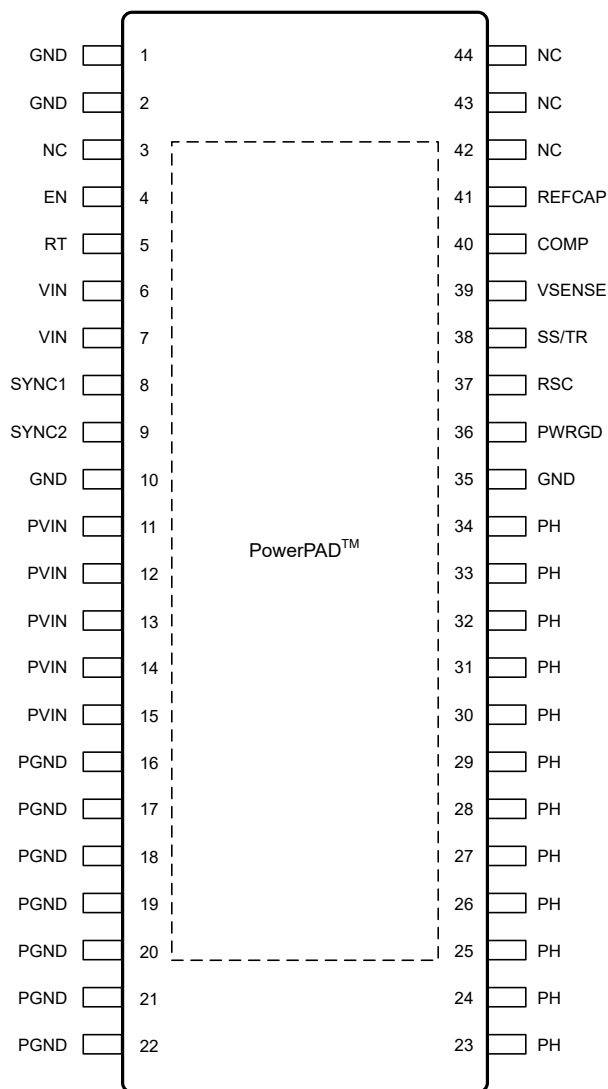 GND 1 44 NC
GND 2 43 NC
NC 3 42 NC
EN 4 41 REFCAP
RT 5 40 COMP
VIN 6 39 VSENSE
VIN 7 38 SS/TR
SYNC1 8 37 RSC
SYNC2 9 36 PWRGD
GND 10 35 GND
PVIN 11 34 PH
PVIN 12 33 PH
PowerPAD™
PVIN 13 32 PH
PVIN 14 31 PH
PVIN 15 30 PH
PGND 16 29 PH
PGND 17 28 PH
PGND 18 27 PH
PGND 19 26 PH
PGND 20 25 PH
PGND 21 24 PH
PGND 22 23 PH